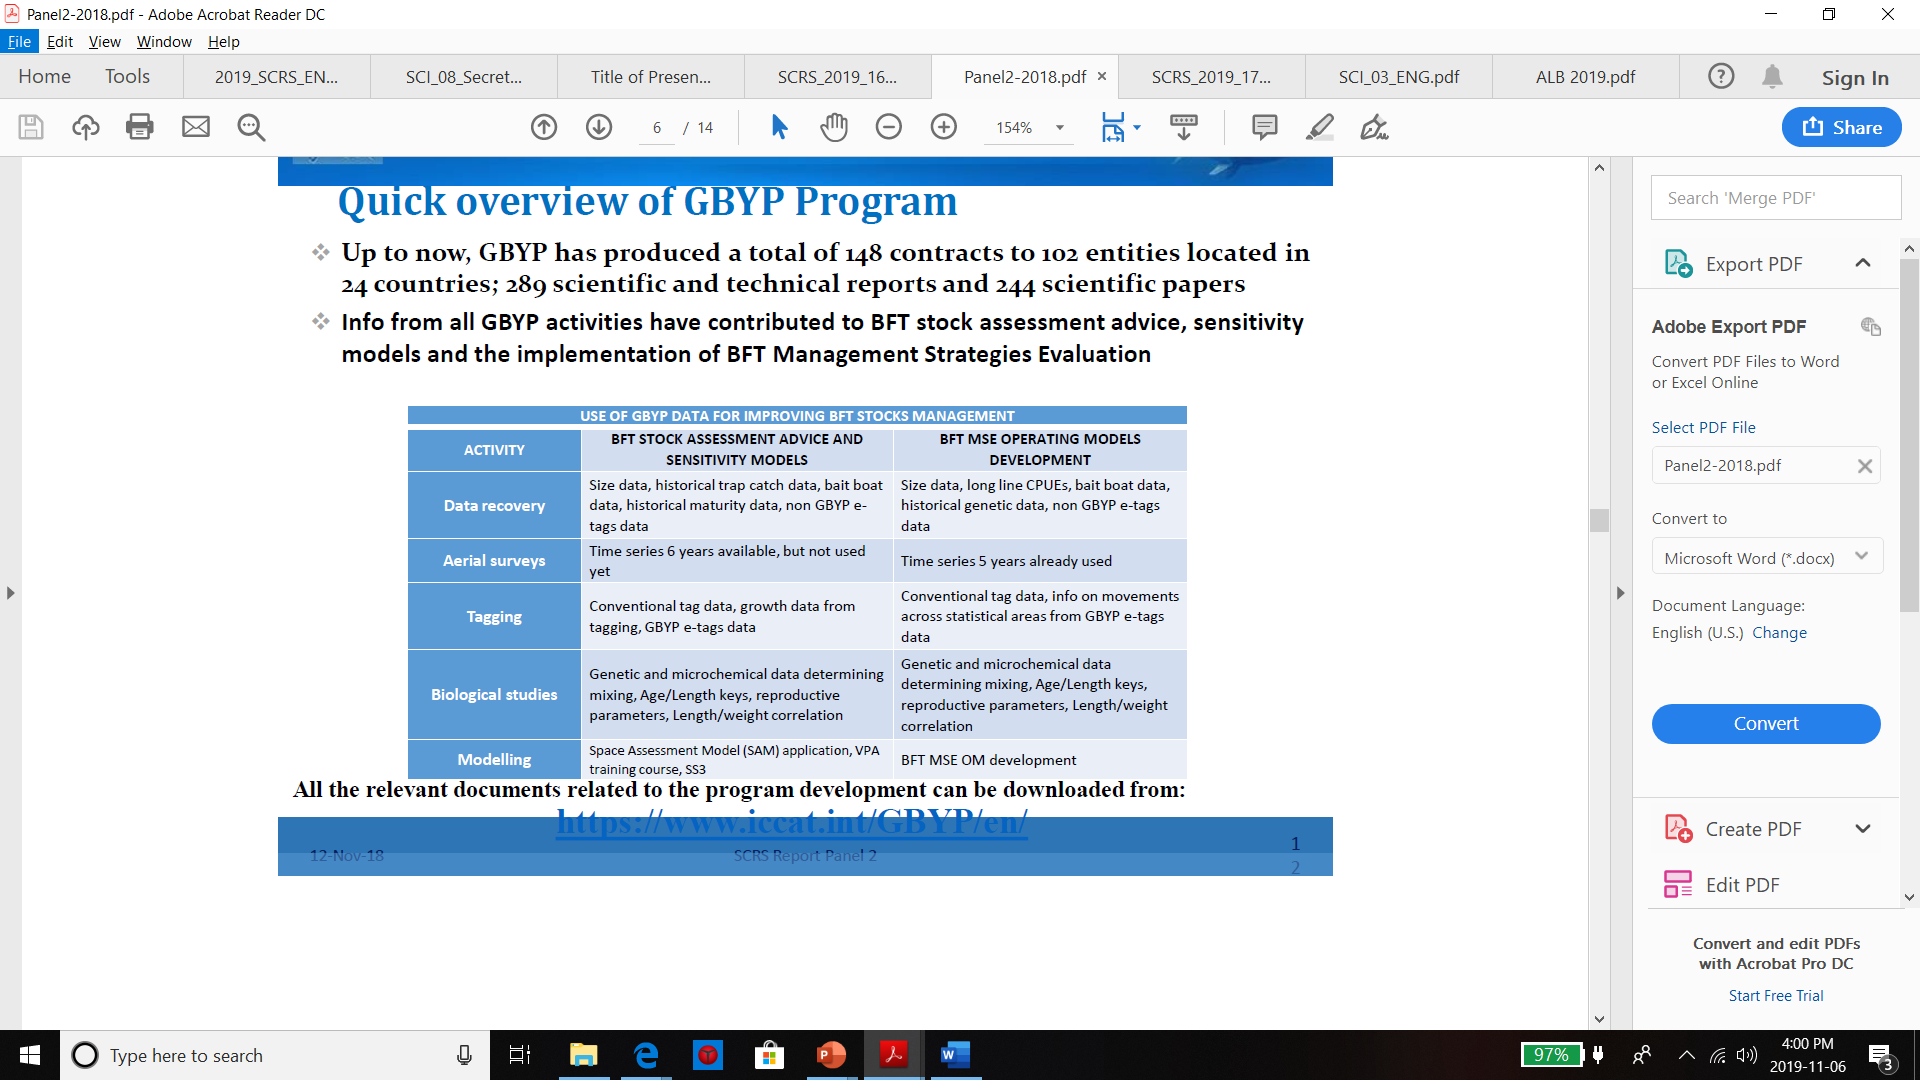 Panel2-2018.pdf - Adobe Acrobat Reader DC
File Edit View Window Help
Home Tools 2019_SCRS_EN... SCI_08_Secret... Title of Presen... SCRS_2019_16... Panel2-2018.pdf × SCRS_2019_17... SCI_03_ENG.pdf ALB 2019.pdf Sign In
6 / 14 154% Share
Quick overview of GBYP Program
Up to now, GBYP has produced a total of 148 contracts to 102 entities located in
24 countries; 289 scientific and technical reports and 244 scientific papers
Info from all GBYP activities have contributed to BFT stock assessment advice, sensitivity
models and the implementation of BFT Management Strategies Evaluation
USE OF GBYP DATA FOR IMPROVING BFT STOCKS MANAGEMENT
ACTIVITY
BFT STOCK ASSESSMENT ADVICE AND
SENSITIVITY MODELS
BFT MSE OPERATING MODELS
DEVELOPMENT
Data recovery
Size data, historical trap catch data, bait boat
data, historical maturity data, non GBYP e-
tags data
Size data, long line CPUEs, bait boat data,
historical genetic data, non GBYP e-tags
data
Aerial surveys
Time series 6 years available, but not used
yet
Time series 5 years already used
Tagging
Conventional tag data, growth data from
tagging, GBYP e-tags data
Conventional tag data, info on movements
across statistical areas from GBYP e-tags
data
Biological studies
Genetic and microchemical data determining
mixing, Age/Length keys, reproductive
parameters, Length/weight correlation
Genetic and microchemical data
determining mixing, Age/Length keys,
reproductive parameters, Length/weight
correlation
Modelling
Space Assessment Model (SAM) application, VPA
training course, SS3
BFT MSE OM development
All the relevant documents related to the program development can be downloaded from:
https://www.iccat.int/GBYP/en/
12-Nov-18 SCRS Report Panel 2 1
2
Search 'Merge PDF'
Export PDF
Adobe Export PDF
Convert PDF Files to Word
or Excel Online
Select PDF File
Panel2-2018.pdf
Convert to
Microsoft Word (*.docx)
Document Language:
English (U.S.) Change
Convert
Create PDF
Edit PDF
Convert and edit PDFs
with Acrobat Pro DC
Start Free Trial
Type here to search
97%
4:00 PM
2019-11-06
3